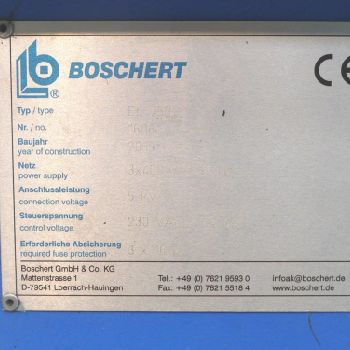 BOSCHERT
®
CE
Typ / type
Nr. / no.
Baujahr
year of construction
Netz
power supply
Anschlussleistung
connection voltage
Steuerspannung
control voltage
Erforderliche Absicherung
required fuse protection
Boschert GmbH & Co. KG
Mattenstrasse 1 Tel.: +49 (0) 7621 9593 0 infoak@boschert.de
D-79541 Loerrach-Hauingen Fax.: +49 (0) 7621 5518 4 www.boschert.de